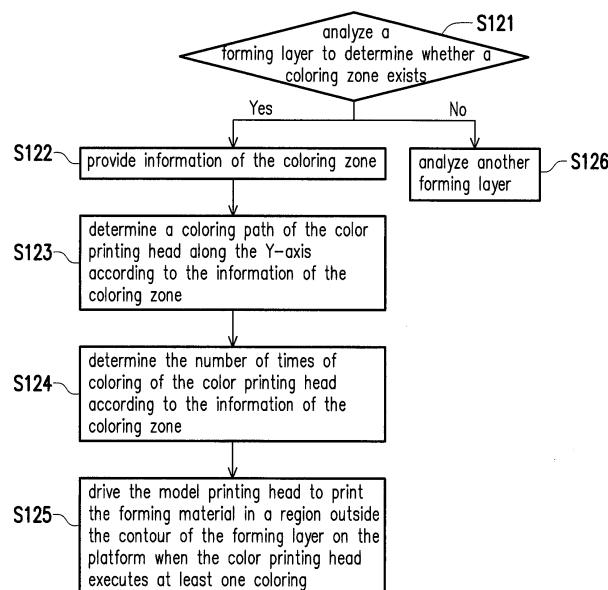 S121
analyze a
forming layer to determine whether a
coloring zone exists
Yes
No
S122
provide information of the coloring zone
analyze another
forming layer
S126
S123
determine a coloring path of the color
printing head along the Y-axis
according to the information of the
coloring zone
S124
determine the number of times of
coloring of the color printing head
according to the information of the
coloring zone
S125
drive the model printing head to print
the forming material in a region outside
the contour of the forming layer on the
platform when the color printing head
executes at least one coloring